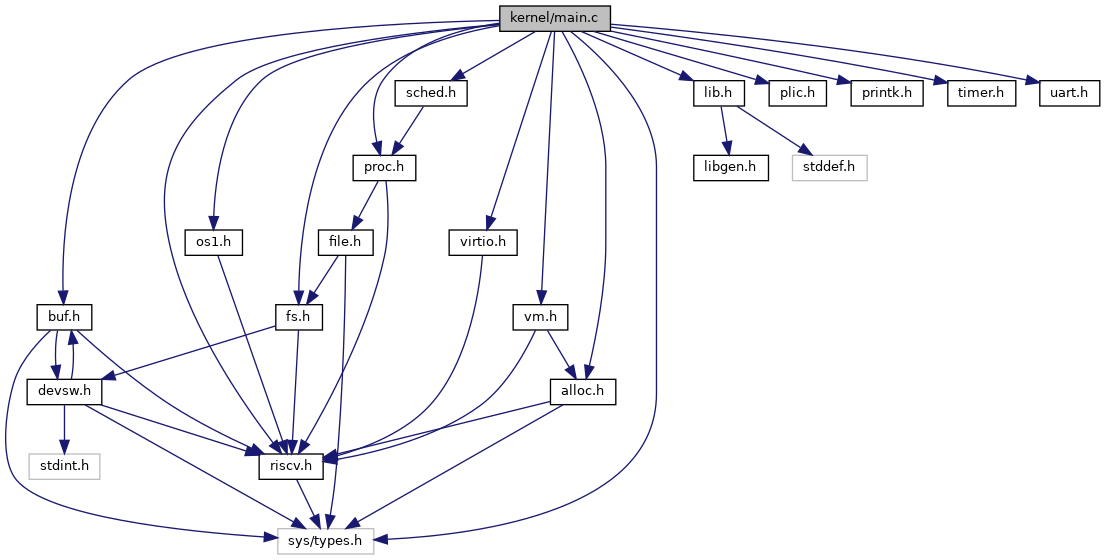 kernel/main.c
sched.h
lib.h
plic.h
printk.h
timer.h
uart.h
proc.h
libgen.h
stddef.h
os1.h
file.h
virtio.h
buf.h
fs.h
vm.h
devsw.h
alloc.h
stdint.h
riscv.h
sys/types.h